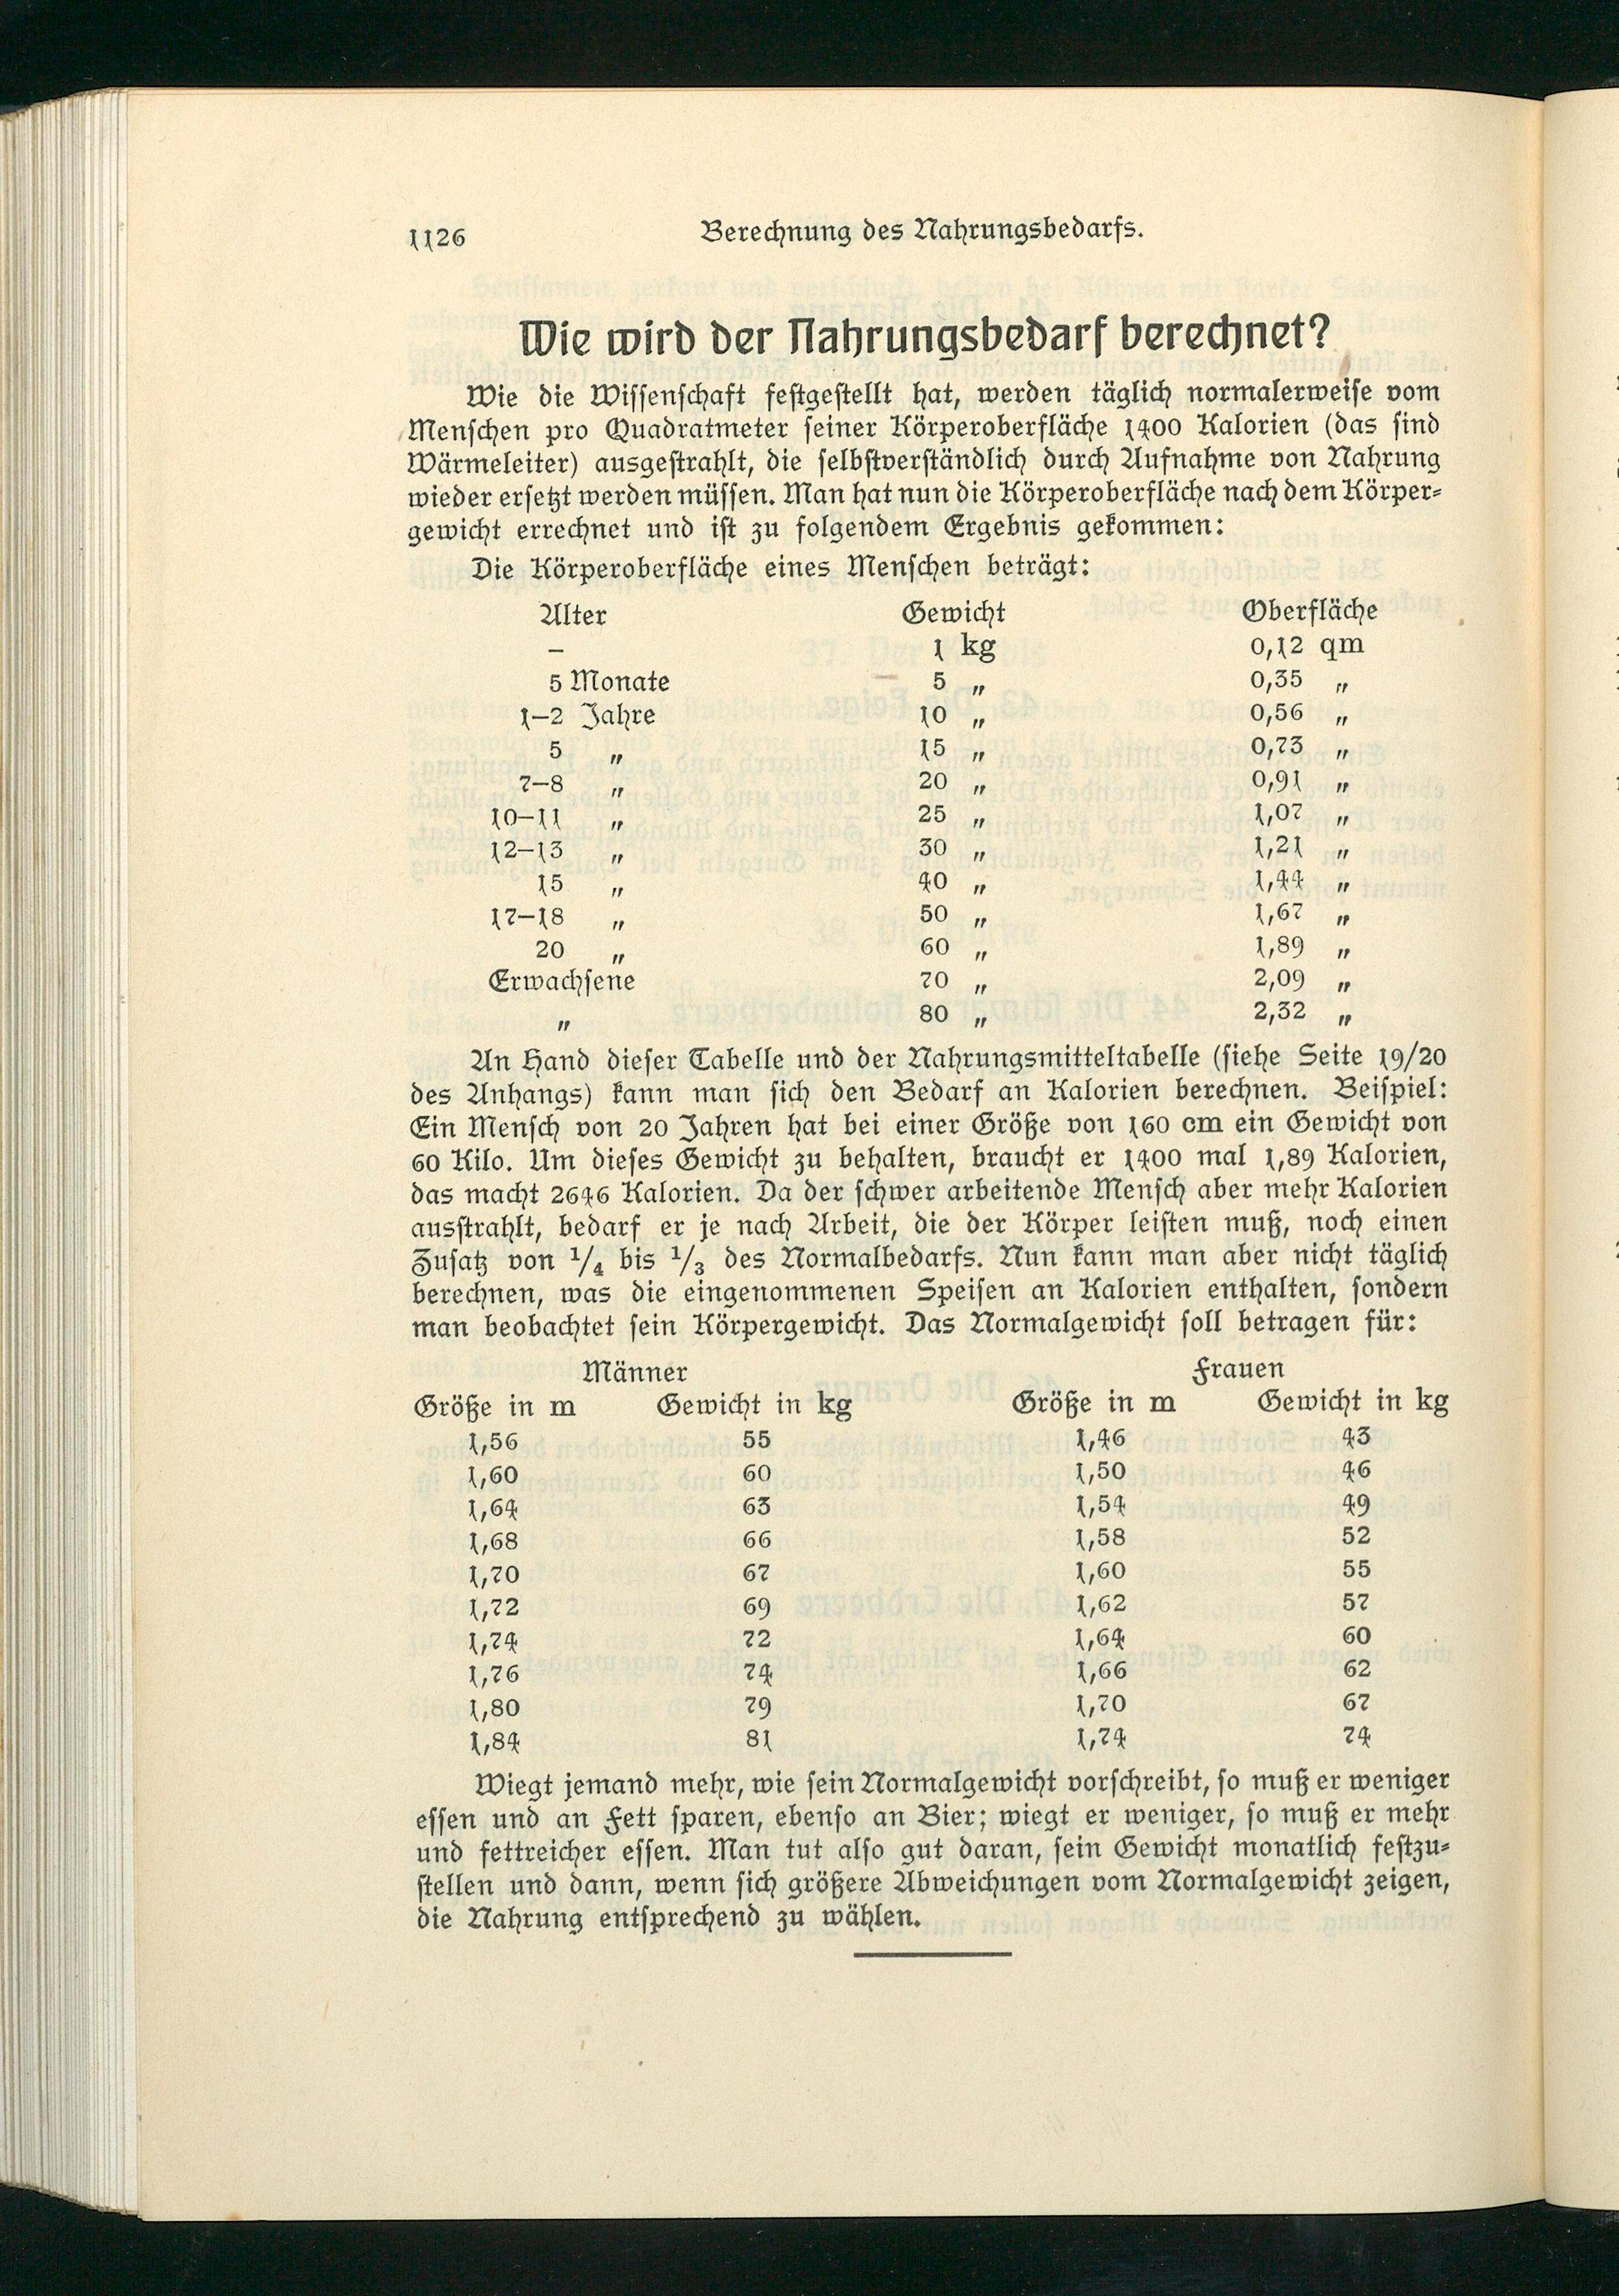 1126 Berechnung des Nahrungsbedarfs.
Wie wird der Nahrungsbedarf berechnet?
Wie die Wissenschaft festgestellt hat, werden täglich normalerweise vom
Menschen pro Quadratmeter seiner Körperoberfläche 1400 Kalorien (das sind
Wärmeleiter) ausgestrahlt, die selbstverständlich durch Aufnahme von Nahrung
wieder ersetzt werden müssen. Man hat nun die Körperoberfläche nach dem Körper-
gewicht errechnet und ist zu folgendem Ergebnis gekommen:
Die Körperoberfläche eines Menschen beträgt:
Alter Gewicht Oberfläche
– 1 kg 0,12 qm
5 Monate 5 „ 0,35 „
1–2 Jahre 10 „ 0,56 „
5 „ 15 „ 0,73 „
7–8 „ 20 „ 0,91 „
10–11 „ 25 „ 1,07 „
12–13 „ 30 „ 1,21 „
15 „ 40 „ 1,44 „
17–18 „ 50 „ 1,67 „
20 „ 60 „ 1,89 „
Erwachsene 70 „ 2,09 „
„ 80 „ 2,32 „
An Hand dieser Tabelle und der Nahrungsmitteltabelle (siehe Seite 19/20
des Anhangs) kann man sich den Bedarf an Kalorien berechnen. Beispiel:
Ein Mensch von 20 Jahren hat bei einer Größe von 160 cm ein Gewicht von
60 Kilo. Um dieses Gewicht zu behalten, braucht er 1400 mal 1,89 Kalorien,
das macht 2646 Kalorien. Da der schwer arbeitende Mensch aber mehr Kalorien
ausstrahlt, bedarf er je nach Arbeit, die der Körper leisten muß, noch einen
Zusatz von 1/4 bis 1/3 des Normalbedarfs. Nun kann man aber nicht täglich
berechnen, was die eingenommenen Speisen an Kalorien enthalten, sondern
man beobachtet sein Körpergewicht. Das Normalgewicht soll betragen für:
Männer Frauen
Größe in m Gewicht in kg Größe in m Gewicht in kg
1,56 55 1,46 43
1,60 60 1,50 46
1,64 63 1,54 49
1,68 66 1,58 52
1,70 67 1,60 55
1,72 69 1,62 57
1,74 72 1,64 60
1,76 74 1,66 62
1,80 79 1,70 67
1,84 81 1,74 74
Wiegt jemand mehr, wie sein Normalgewicht vorschreibt, so muß er weniger
essen und an Fett sparen, ebenso an Bier; wiegt er weniger, so muß er mehr
und fettreicher essen. Man tut also gut daran, sein Gewicht monatlich festzu-
stellen und dann, wenn sich größere Abweichungen vom Normalgewicht zeigen,
die Nahrung entsprechend zu wählen.